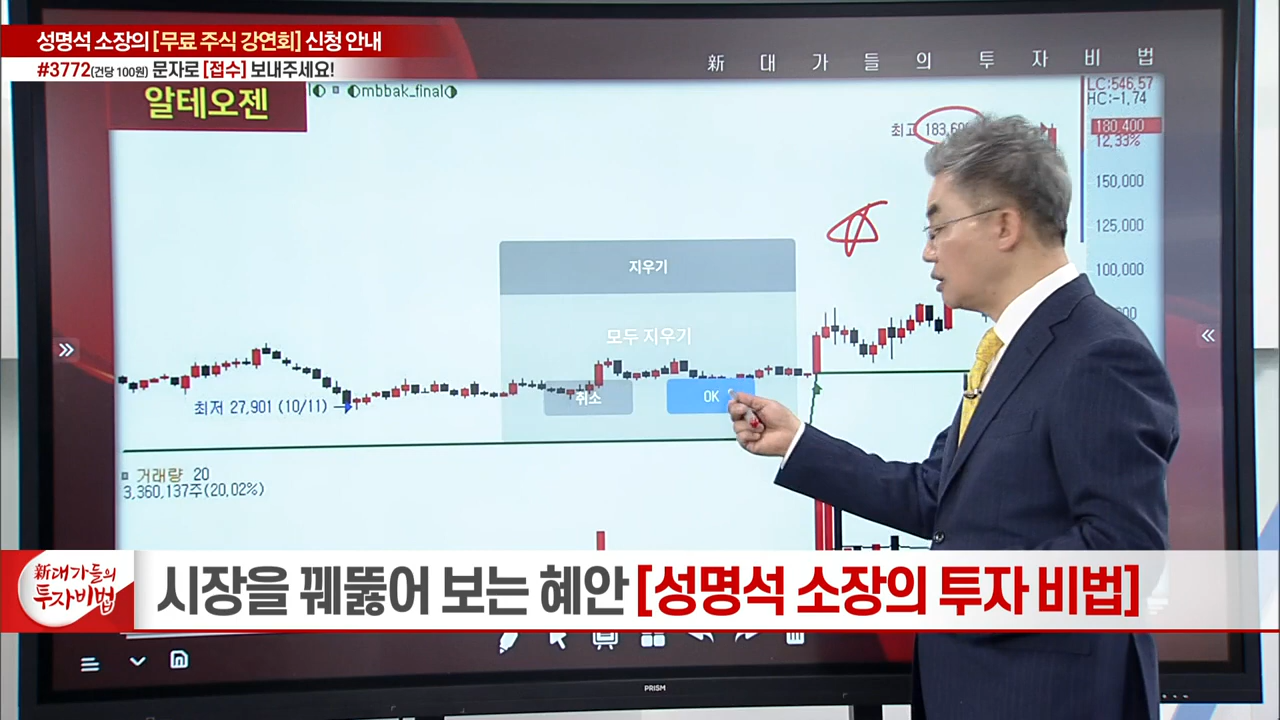 성명석 소장의 [무료 주식 강연회] 신청 안내
#3772(건당 100원) 문자로 [접수] 보내주세요!
新 대 가 들 의 투 자 비 법
알테오젠
mbbak_final
LC:546.57
HC:-1.74
최고 183,60
180,400
12.33%
150,000
125,000
100,000
지우기
모두 지우기
취소
OK
최저 27,901 (10/11)
거래량 20
3,360,137주(20.02%)
新대가들의
투자비법
시장을 꿰뚫어 보는 혜안 [성명석 소장의 투자 비법]
PRISM